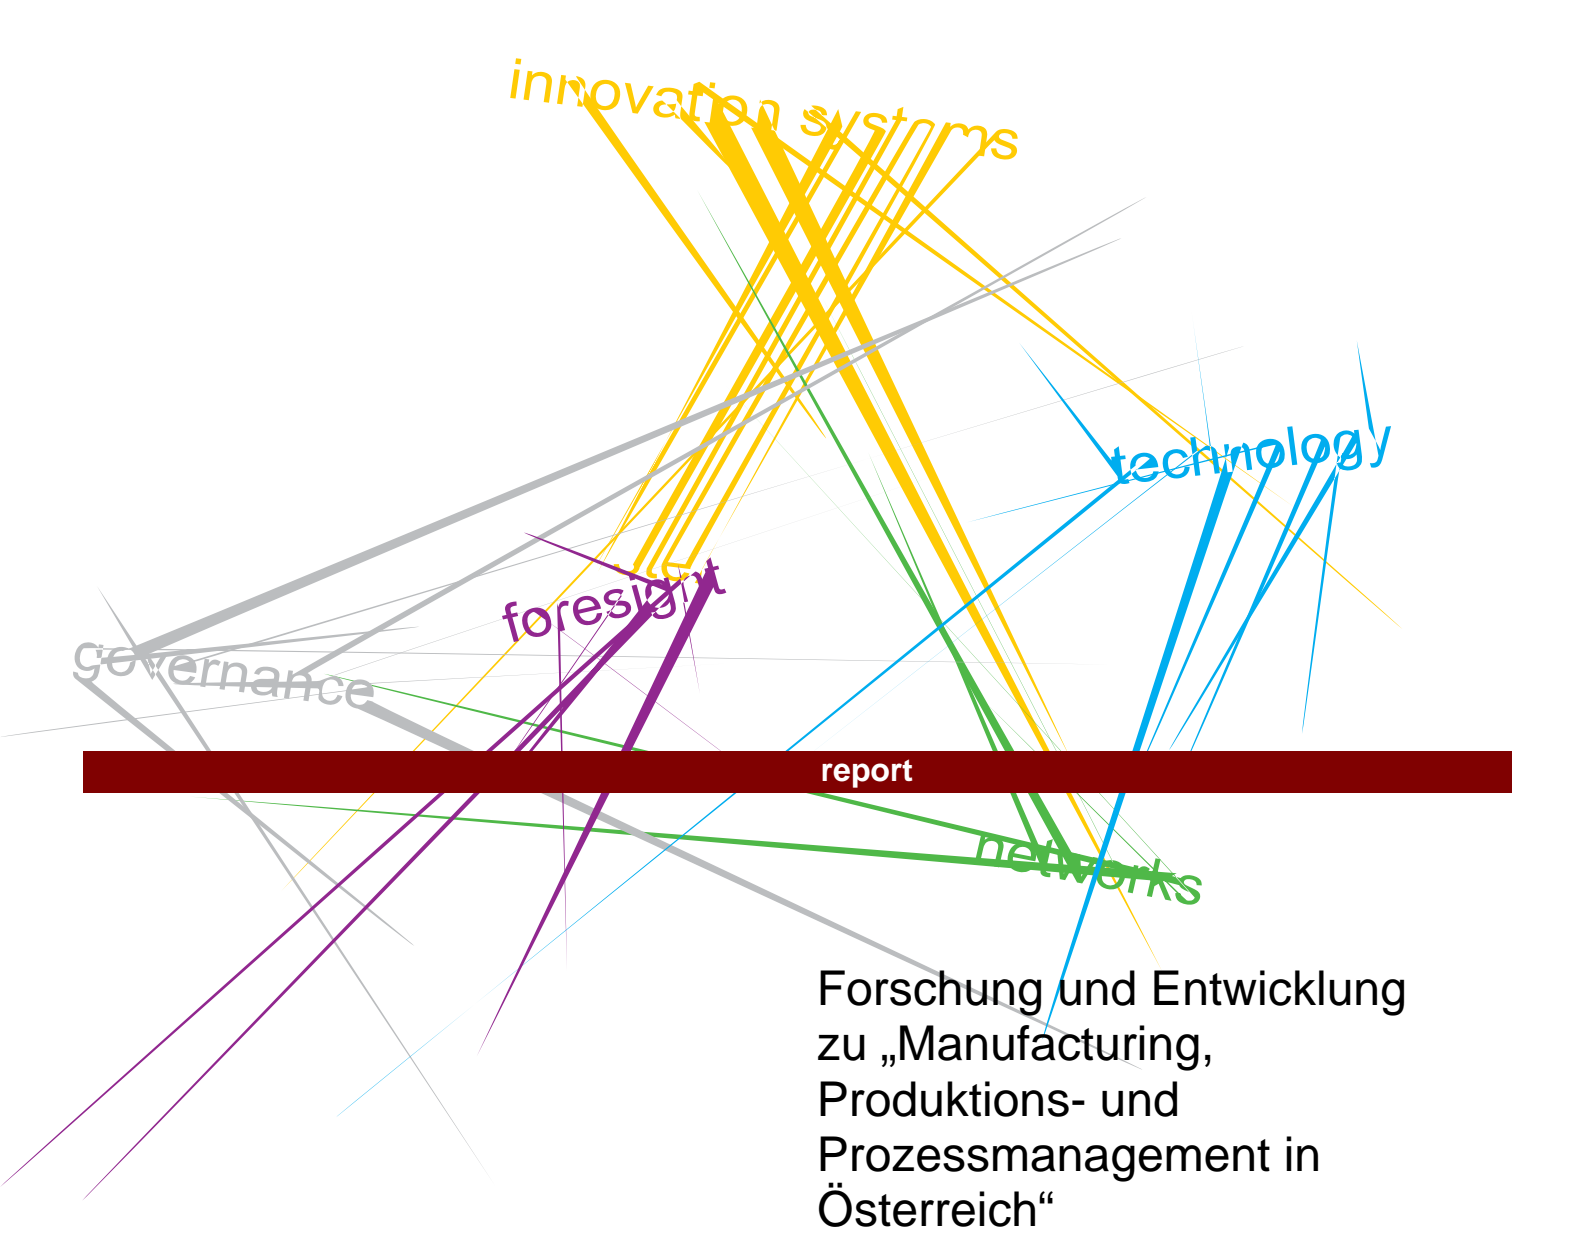 innovation systems
technology
foresight
governance
report
networks
Forschung und Entwicklung
zu „Manufacturing,
Produktions- und
Prozessmanagement in
Österreich“